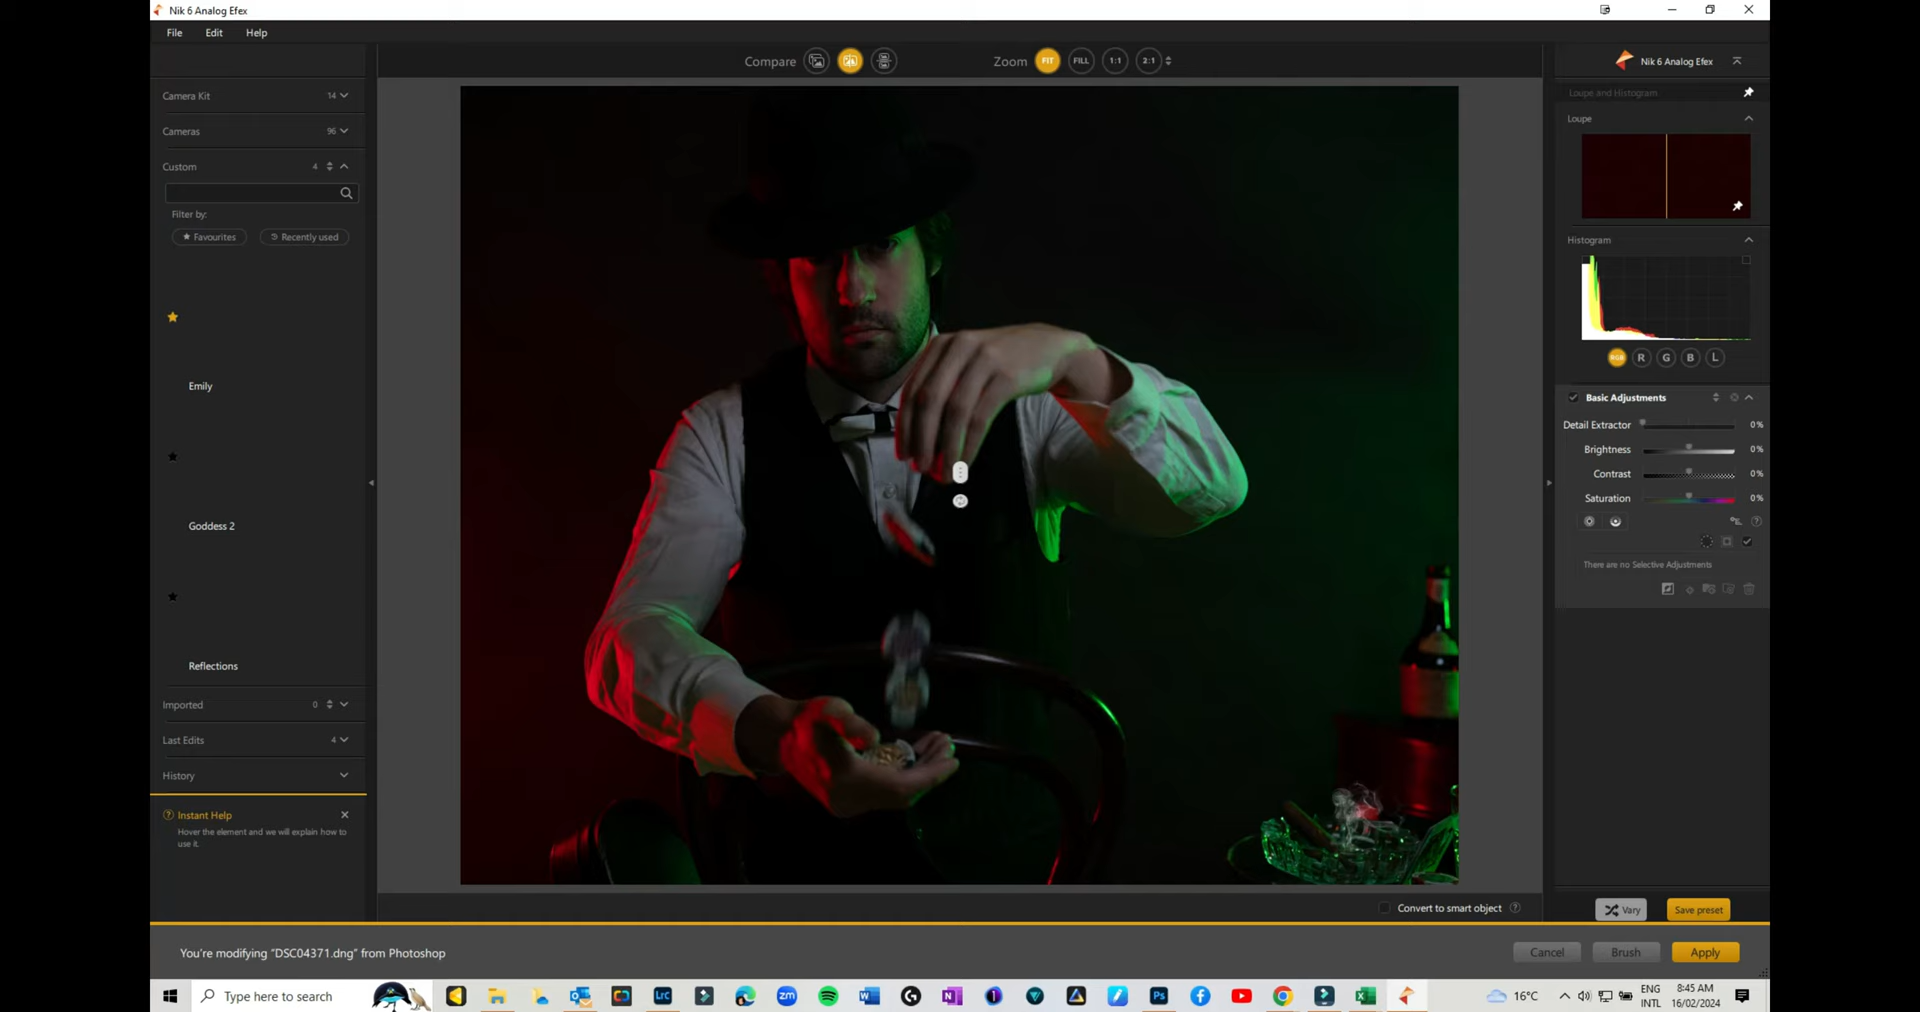 Nik 6 Analog Efex
File Edit Help
Compare
Zoom FIT FILL 1:1 2:1
Nik 6 Analog Efex
Camera Kit 14
Cameras 96
Custom 4
Filter by:
Favourites Recently used
Emily
Goddess 2
Reflections
Imported 0
Last Edits 4
History
Instant Help
Hover the element and we will explain how to
use it.
Loupe and Histogram
Loupe
Histogram
RGB R G B L
Basic Adjustments
Detail Extractor 0%
Brightness 0%
Contrast 0%
Saturation 0%
There are no Selective Adjustments
Convert to smart object
Vary Save preset
You're modifying "DSC04371.dng" from Photoshop
Cancel Brush Apply
Type here to search
16°C
ENG
INTL
8:45 AM
16/02/2024